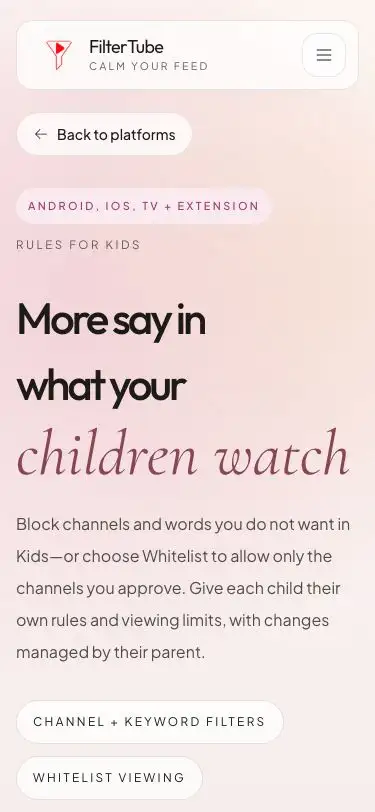 FilterTube
CALM YOUR FEED
← Back to platforms
ANDROID, IOS, TV + EXTENSION
RULES FOR KIDS
More say in
what your
children watch
Block channels and words you do not want in
Kids—or choose Whitelist to allow only the
channels you approve. Give each child their
own rules and viewing limits, with changes
managed by their parent.
CHANNEL + KEYWORD FILTERS
WHITELIST VIEWING